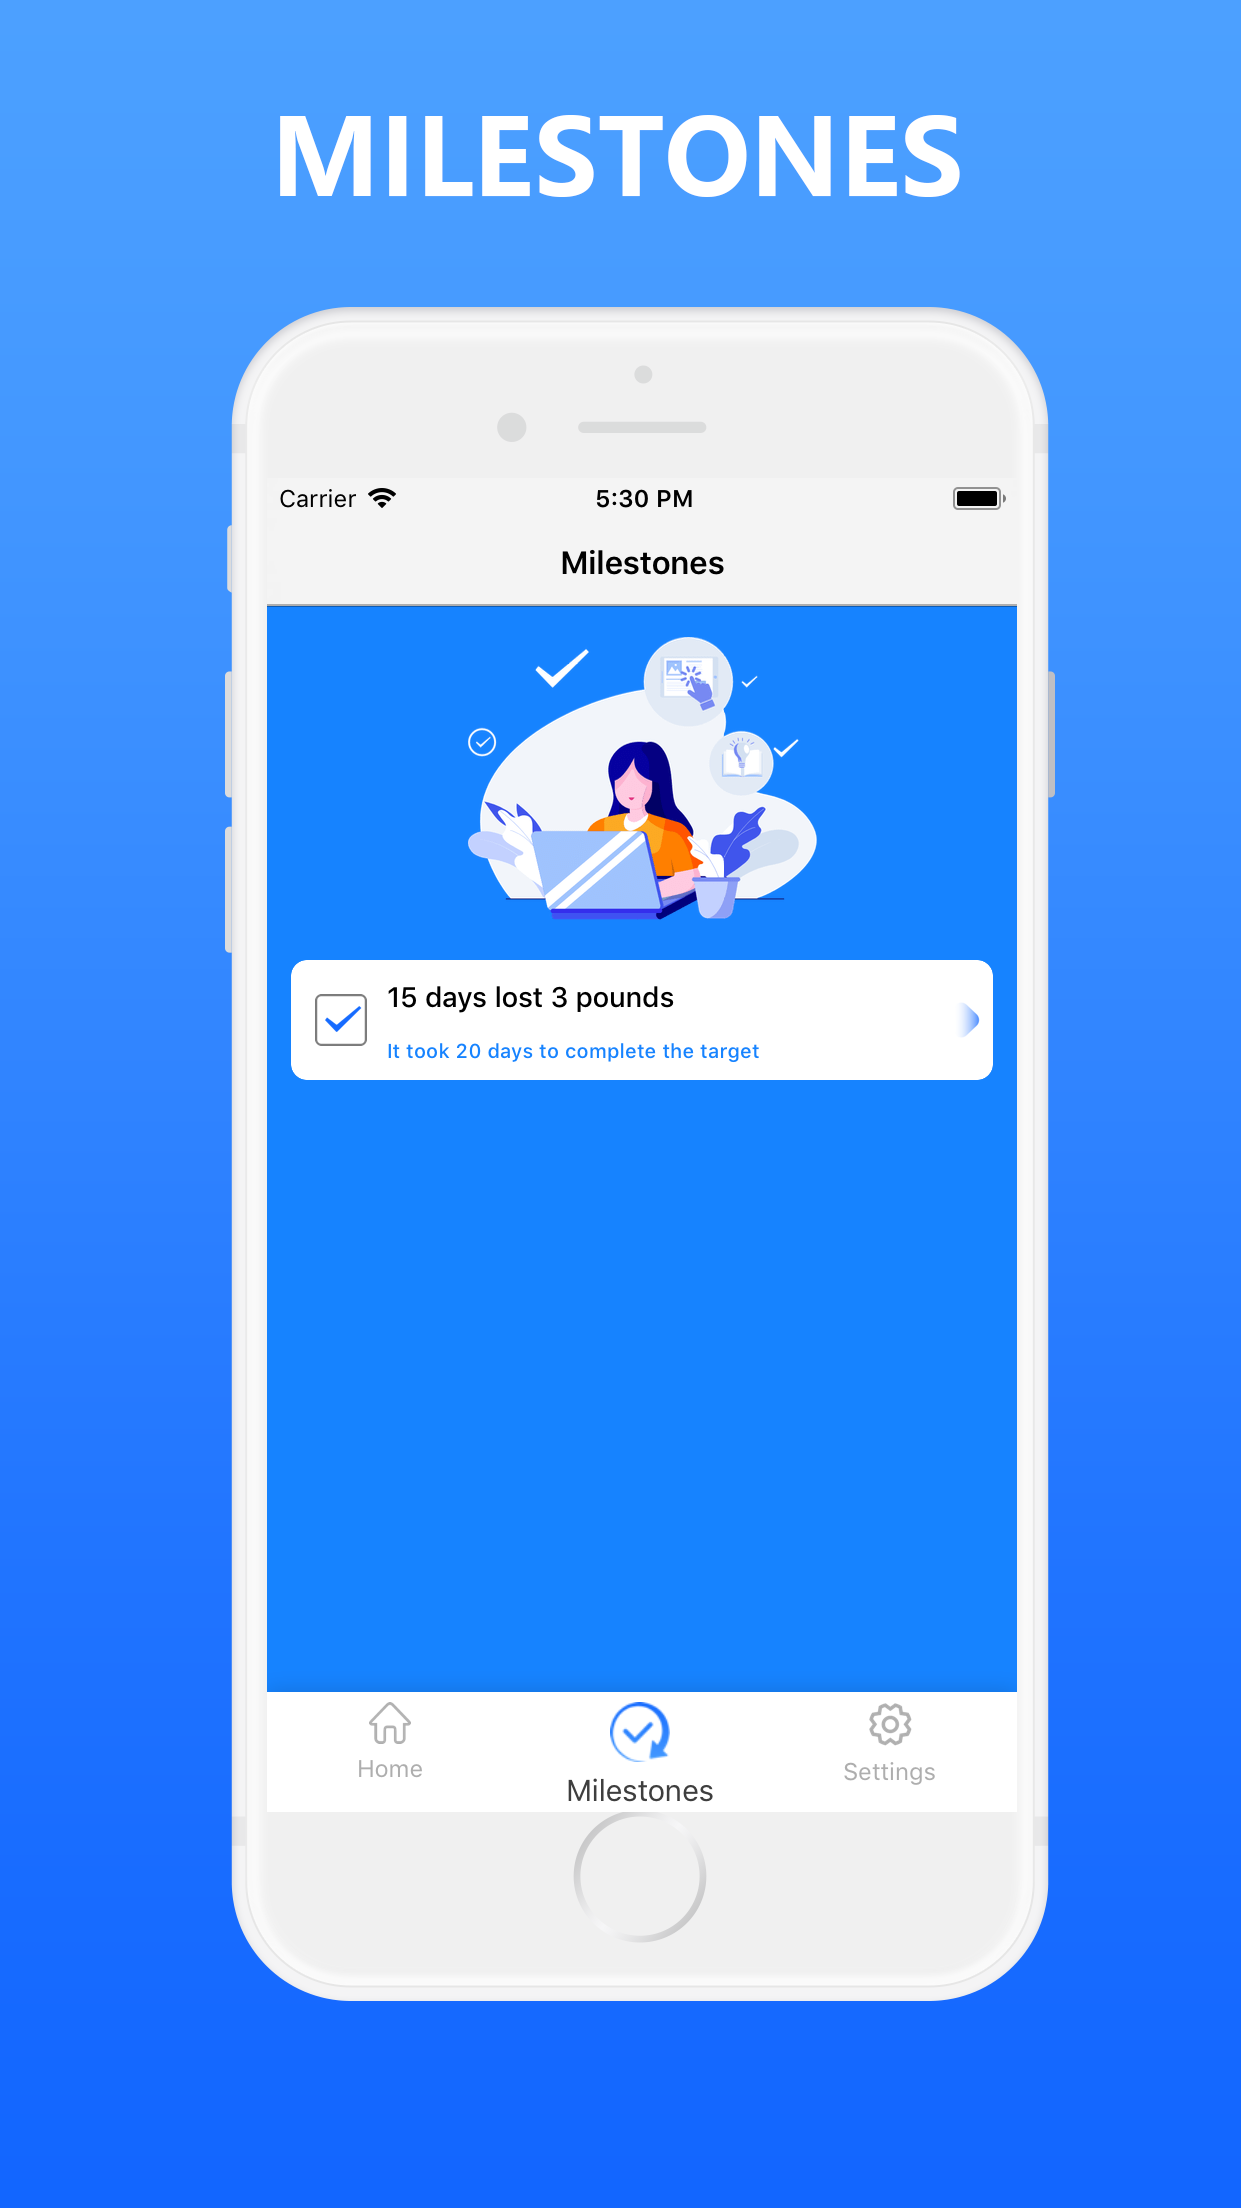 MILESTONES
Carrier 5:30 PM
Milestones
15 days lost 3 pounds
It took 20 days to complete the target
Home Milestones Settings